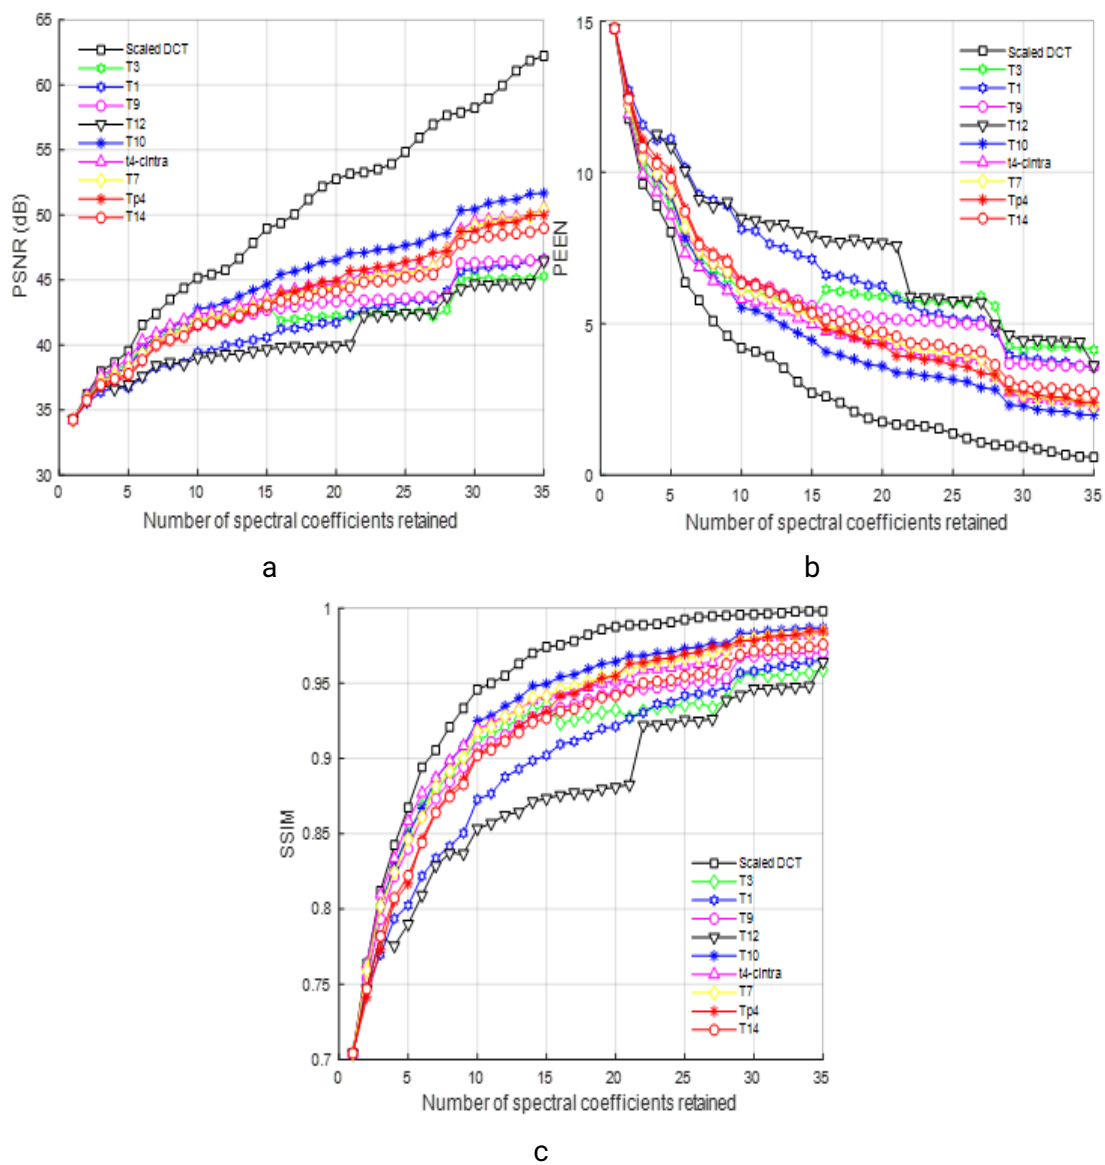 65
60
55
50
45
40
35
30
PSNR (dB)
Scaled DCT
T3
T1
T9
T12
T10
t4-cintra
T7
Tp4
T14
0 5 10 15 20 25 30 35
Number of spectral coefficients retained
a
15
10
5
0
PEEN
Scaled DCT
T3
T1
T9
T12
T10
t4-cintra
T7
Tp4
T14
0 5 10 15 20 25 30 35
Number of spectral coefficients retained
b
1
0.95
0.9
0.85
0.8
0.75
0.7
SSIM
Scaled DCT
T3
T1
T9
T12
T10
t4-cintra
T7
Tp4
T14
0 5 10 15 20 25 30 35
Number of spectral coefficients retained
c